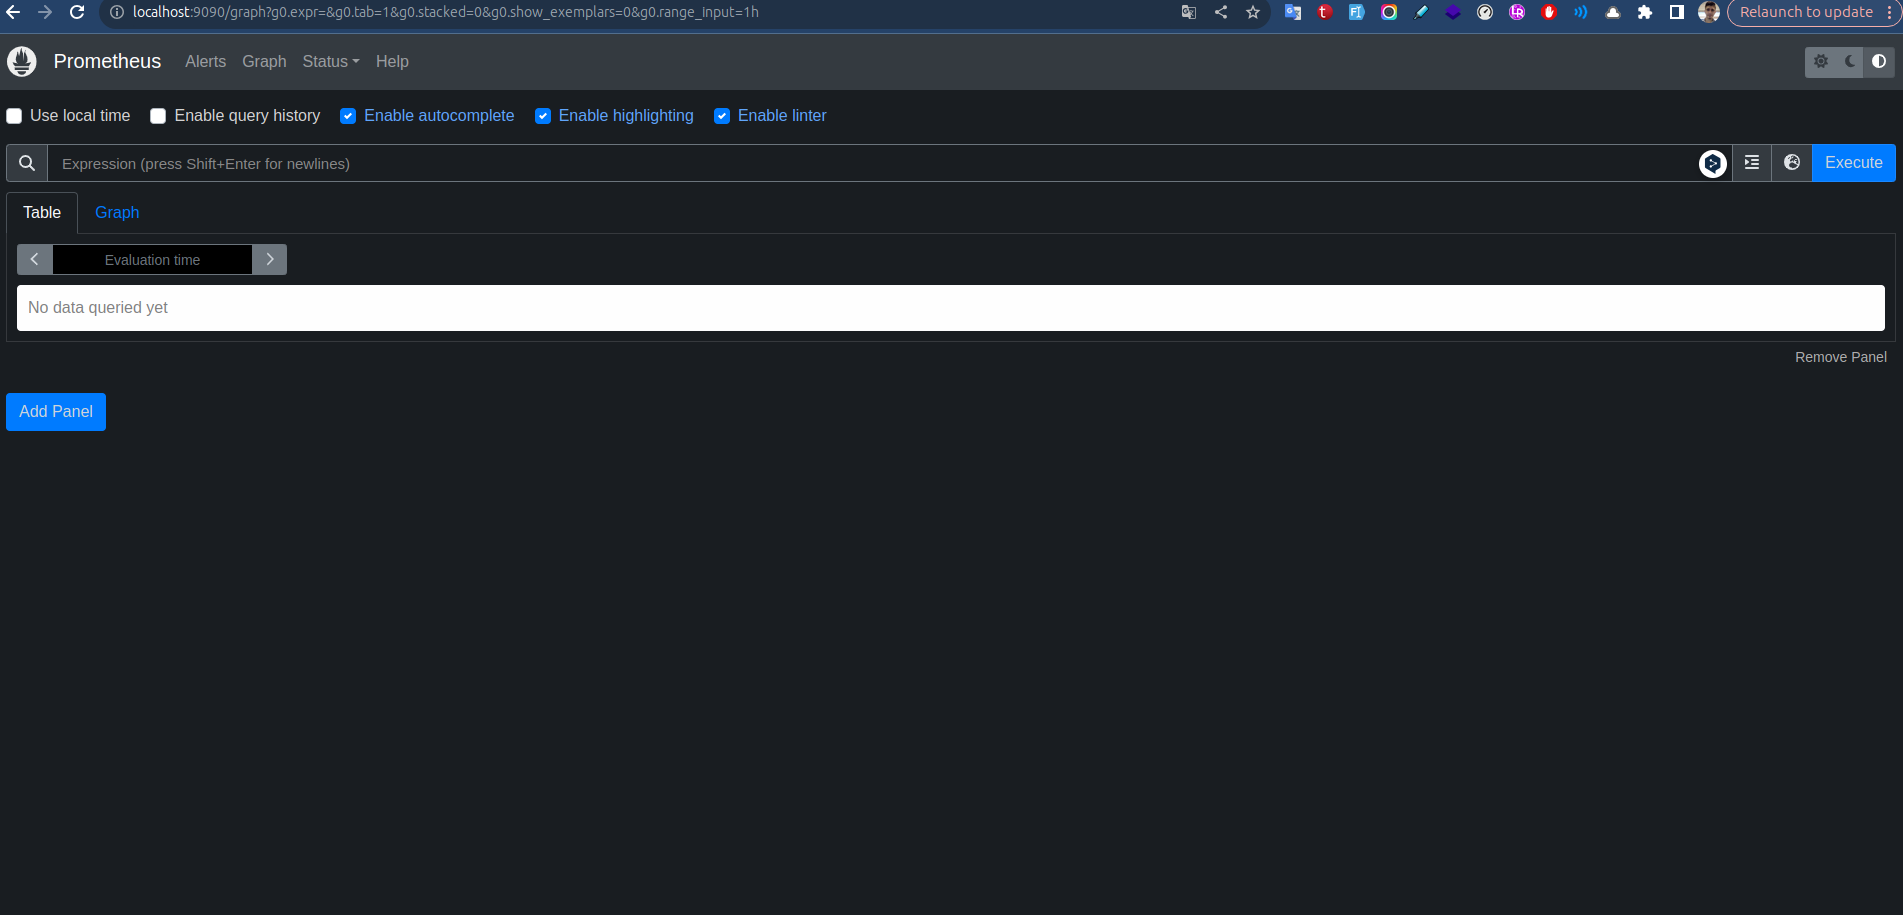 localhost:9090/graph?g0.expr=&g0.tab=1&g0.stacked=0&g0.show_exemplars=0&g0.range_input=1h
Relaunch to update
Prometheus Alerts Graph Status Help
Use local time Enable query history Enable autocomplete Enable highlighting Enable linter
Expression (press Shift+Enter for newlines)
Execute
Table Graph
Evaluation time
No data queried yet
Remove Panel
Add Panel